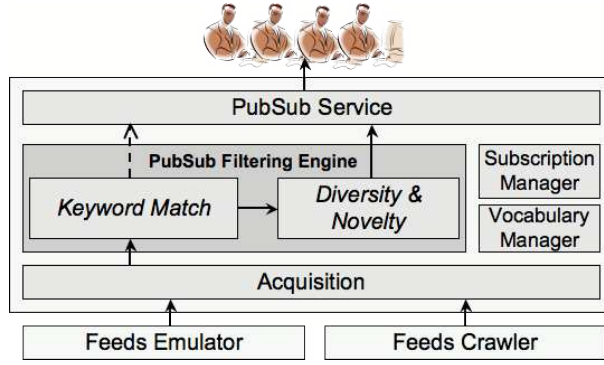 PubSub Service
PubSub Filtering Engine
Keyword Match
Diversity &
Novelty
Subscription
Manager
Vocabulary
Manager
Acquisition
Feeds Emulator
Feeds Crawler